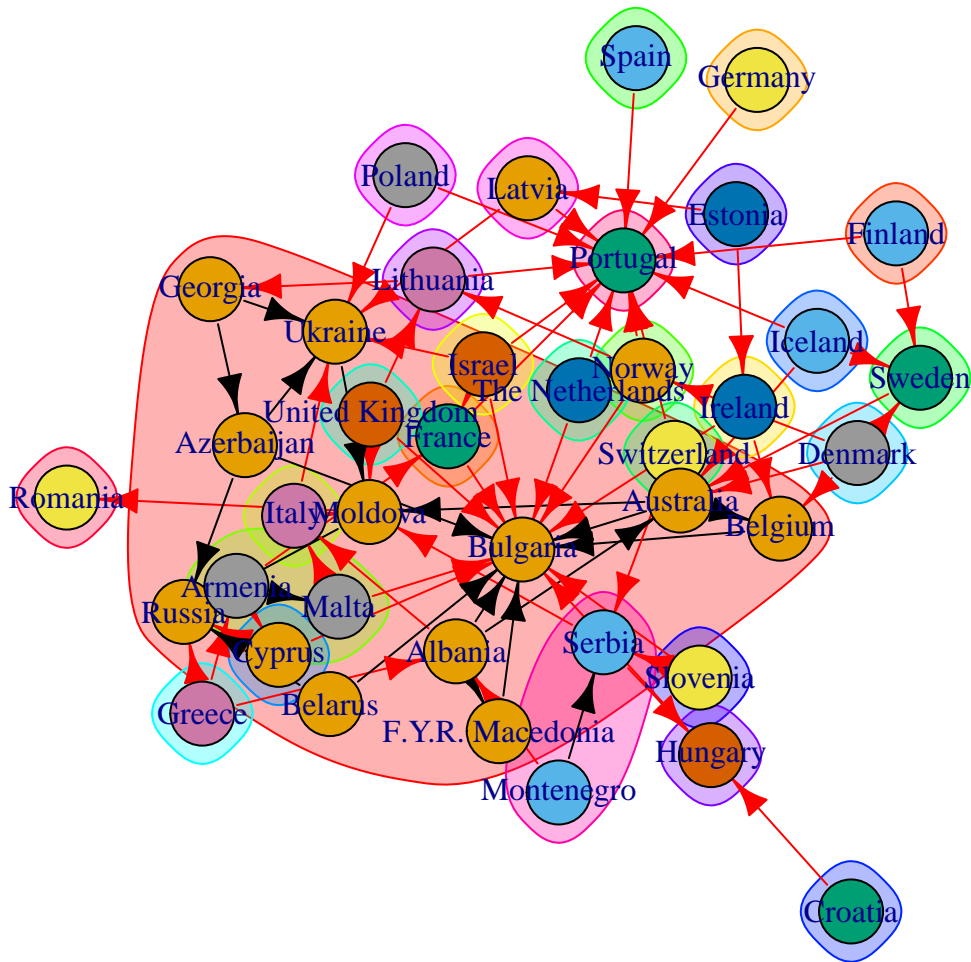 Spain
Germany
Poland
Latvia
Estonia
Finland
Portugal
Georgia
Lithuania
Ukraine
Iceland
Israel
Norway
Sweden
The Netherlands
United Kingdom
Ireland
France
Azerbaijan
Switzerland
Denmark
Romania
Italy
Moldova
Australia
Belgium
Bulgaria
Armenia
Malta
Russia
Cyprus
Albania
Serbia
Slovenia
Belarus
Greece
F.Y.R. Macedonia
Hungary
Montenegro
Croatia